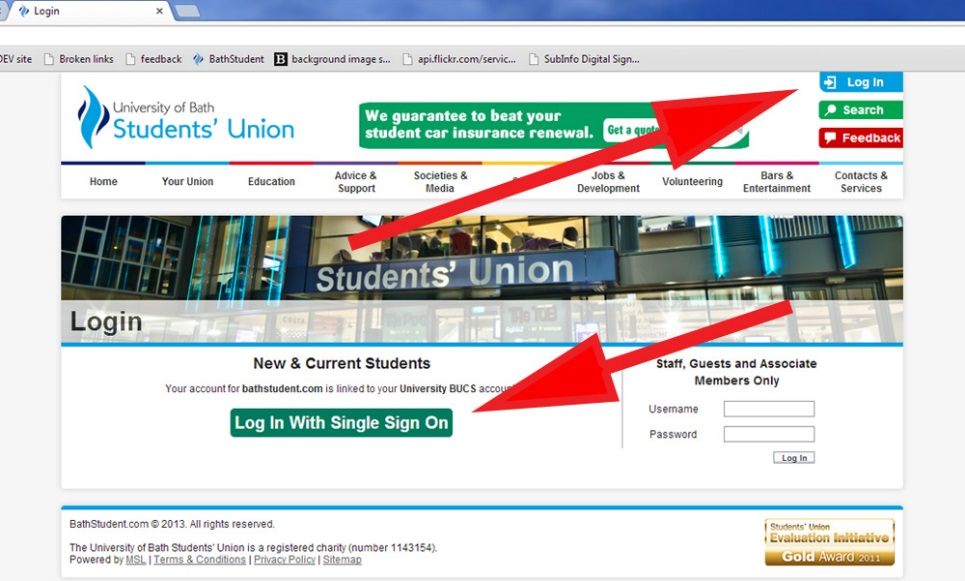 Login
DEV site
Broken links
feedback
BathStudent
B
background image s...
api.flickr.com/servic...
SubInfo Digital Sign...
Log In
Search
Feedback
University of Bath
Students' Union
We guarantee to beat your
student car insurance renewal.
Get a quote
Home
Your Union
Education
Advice &
Support
Societies &
Media
Jobs &
Development
Volunteering
Bars &
Entertainment
Contacts &
Services
Students' Union
COSTA
Login
New & Current Students
Your account for bathstudent.com is linked to your University BUCS
Log In With Single Sign On
Staff, Guests and Associate
Members Only
Username
Password
Log In
BathStudent.com © 2013. All rights reserved.
The University of Bath Students' Union is a registered charity (number 1143154).
Powered by MSL | Terms & Conditions | Privacy Policy | Sitemap
Students' Union
Evaluation Initiative
Gold Award 2011